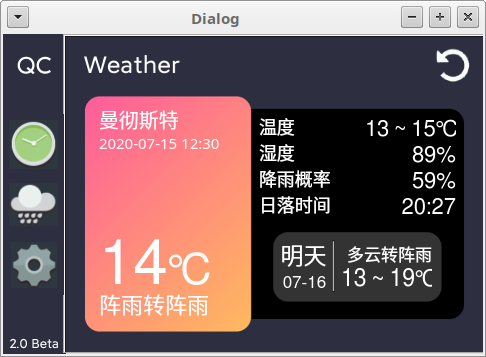 Dialog
QC
Weather
曼彻斯特
2020-07-15 12:30
14℃
阵雨转阵雨
温度 13 ~ 15℃
湿度 89%
降雨概率 59%
日落时间 20:27
明天 多云转阵雨
07-16 13 ~ 19℃
2.0 Beta